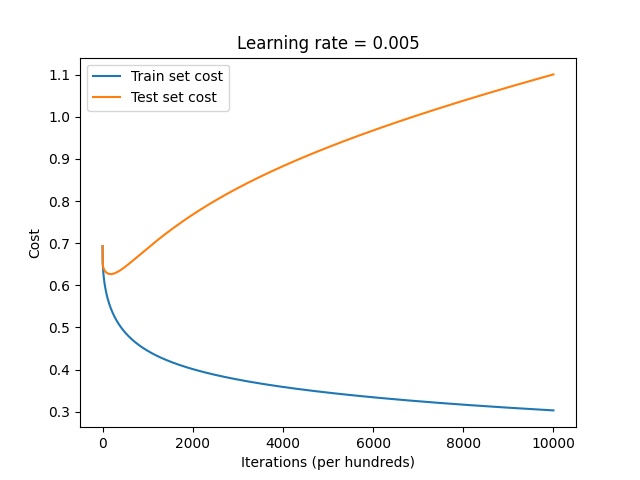 Learning rate = 0.005
Train set cost
Test set cost
1.1
1.0
0.9
0.8
0.7
0.6
0.5
0.4
0.3
Cost
0 2000 4000 6000 8000 10000
Iterations (per hundreds)